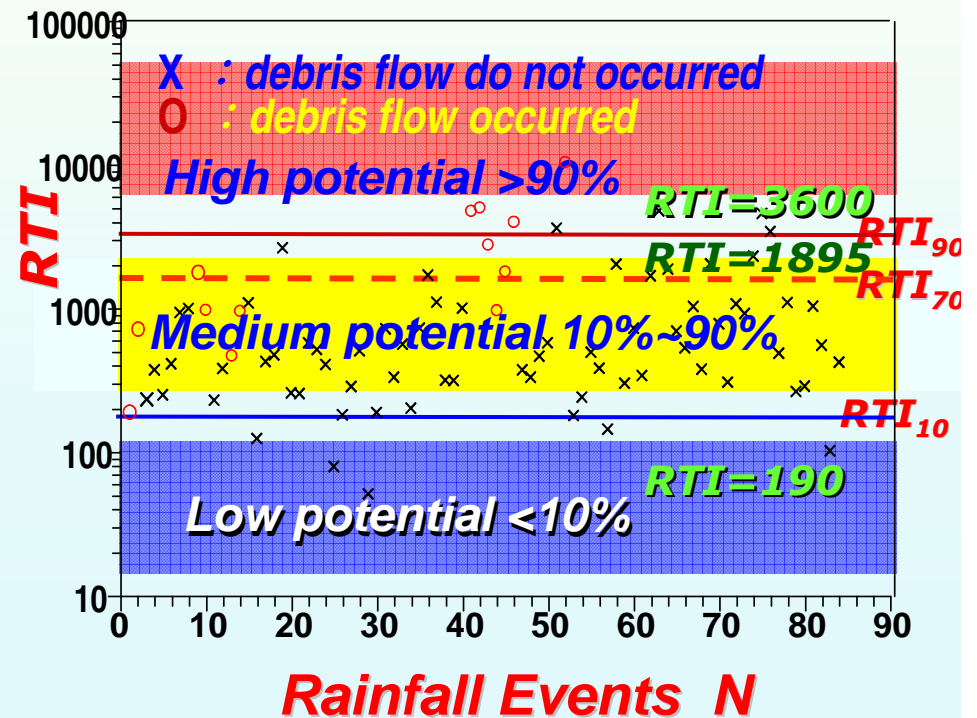 100000
X : debris flow do not occurred
O : debris flow occurred
10000
High potential >90%
RTI=3600
RTI90
RTI=1895
RTI70
RTI
1000
Medium potential 10%~90%
RTI10
100
RTI=190
Low potential <10%
10
0 10 20 30 40 50 60 70 80 90
Rainfall Events N